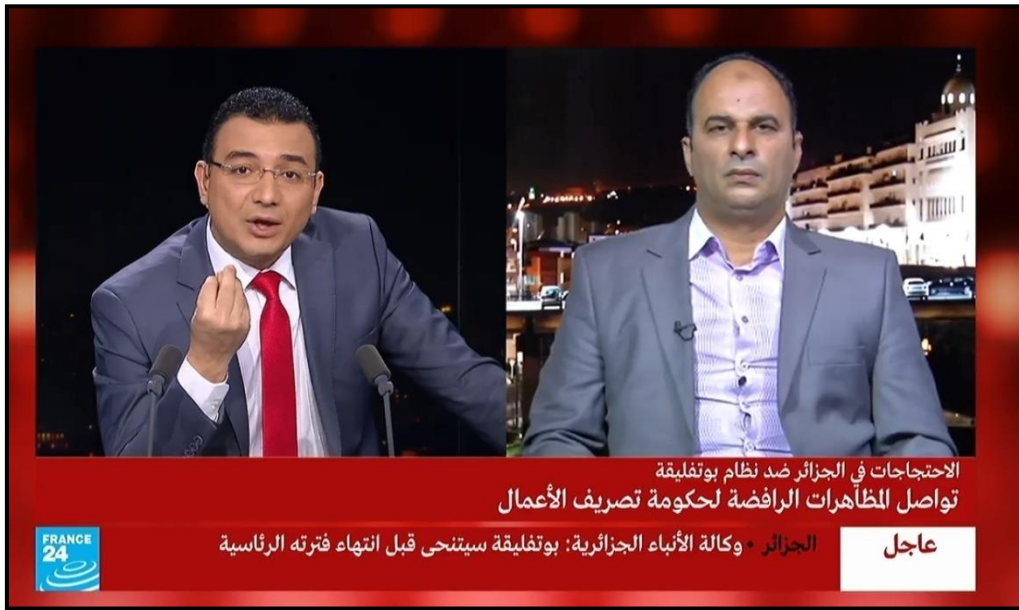 الاحتجاجات في الجزائر ضد نظام بوتفليقة
تواصل المظاهرات الرافضة لحكومة تصريف الأعمال
عاجل
الجزائر • وكالة الأنباء الجزائرية: بوتفليقة سيتنحى قبل انتهاء فترته الرئاسية
FRANCE
24